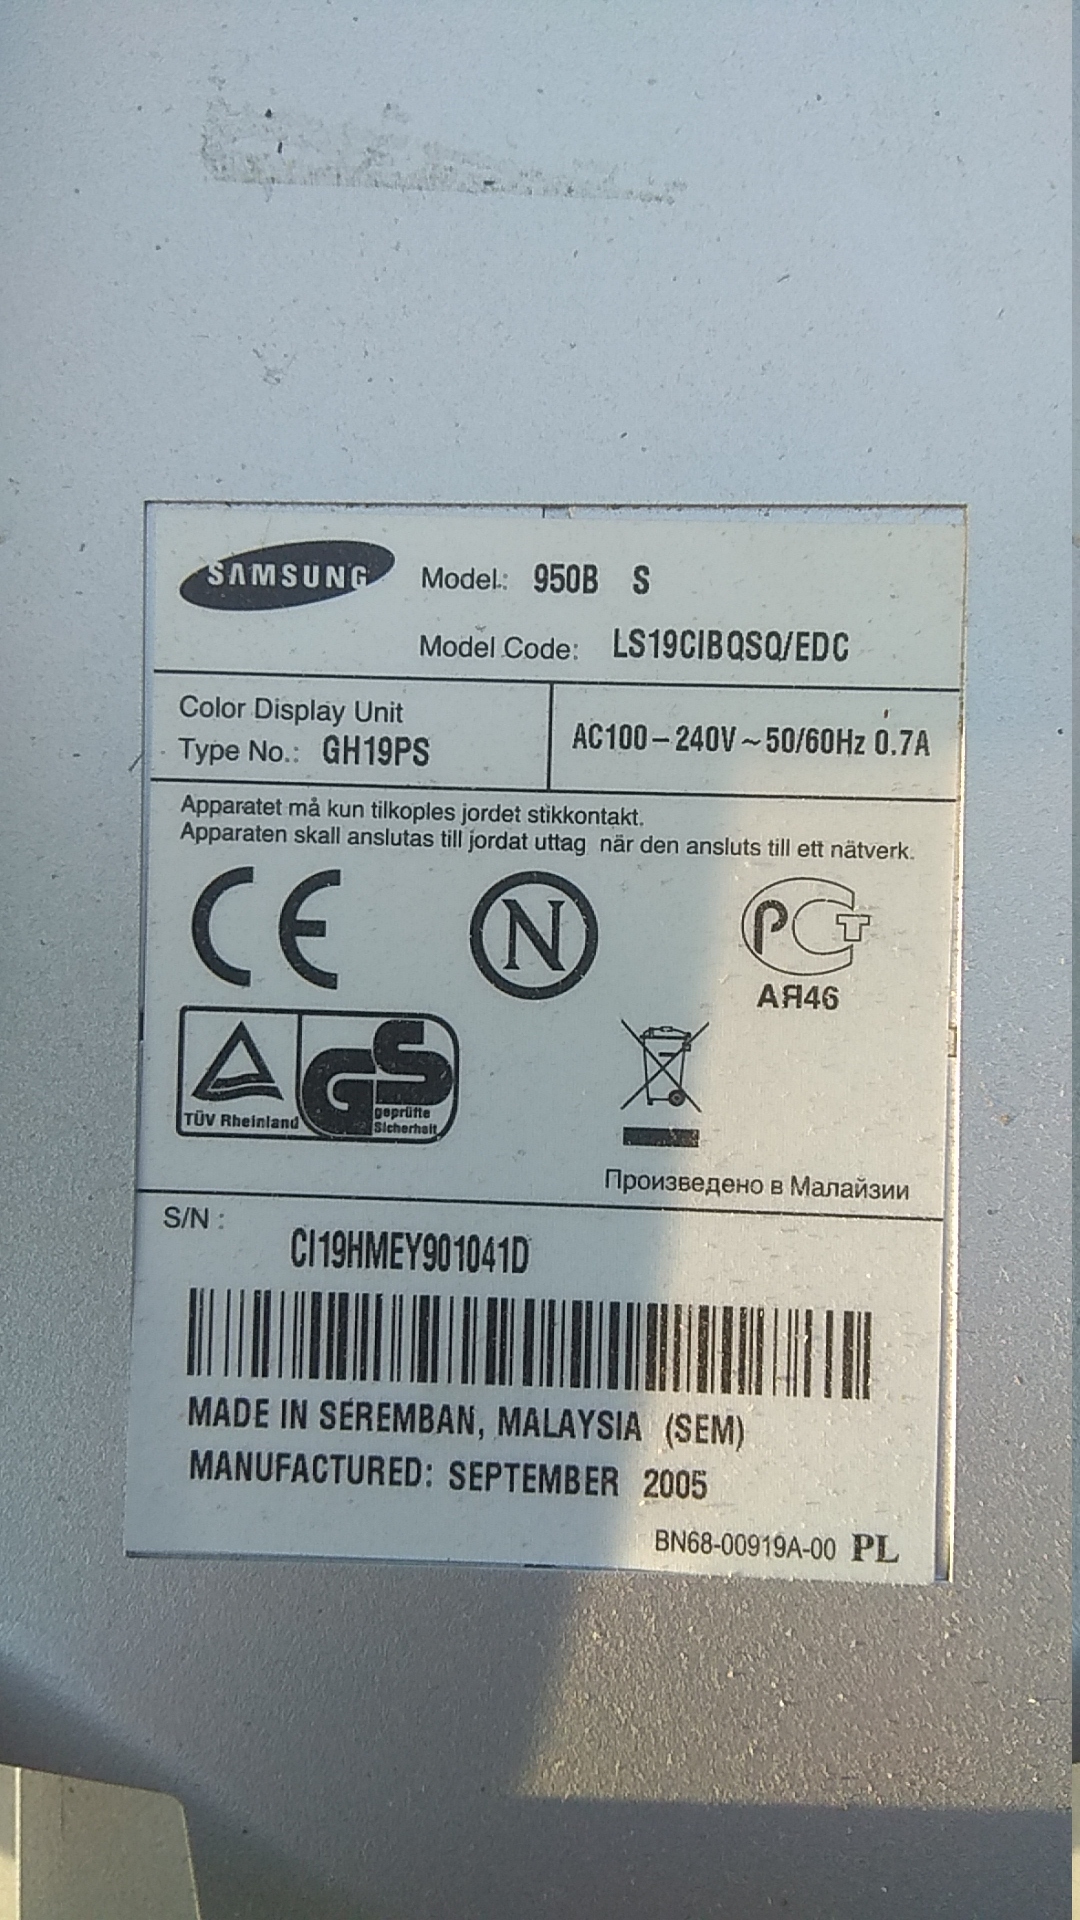 SAMSUNG Model: 950B S
Model Code: LS19CIBQSQ/EDC
Color Display Unit
Type No.: GH19PS
AC100-240V~50/60Hz 0.7A
Apparatet må kun tilkoples jordet stikkontakt.
Apparaten skall anslutas till jordat uttag när den ansluts till ett nätverk.
CE N PCT
АЯ46
TÜV Rheinland GS geprüfte Sicherheit
Произведено в Малайзии
S/N :
CI19HMEY901041D
MADE IN SEREMBAN, MALAYSIA (SEM)
MANUFACTURED: SEPTEMBER 2005
BN68-00919A-00 PL